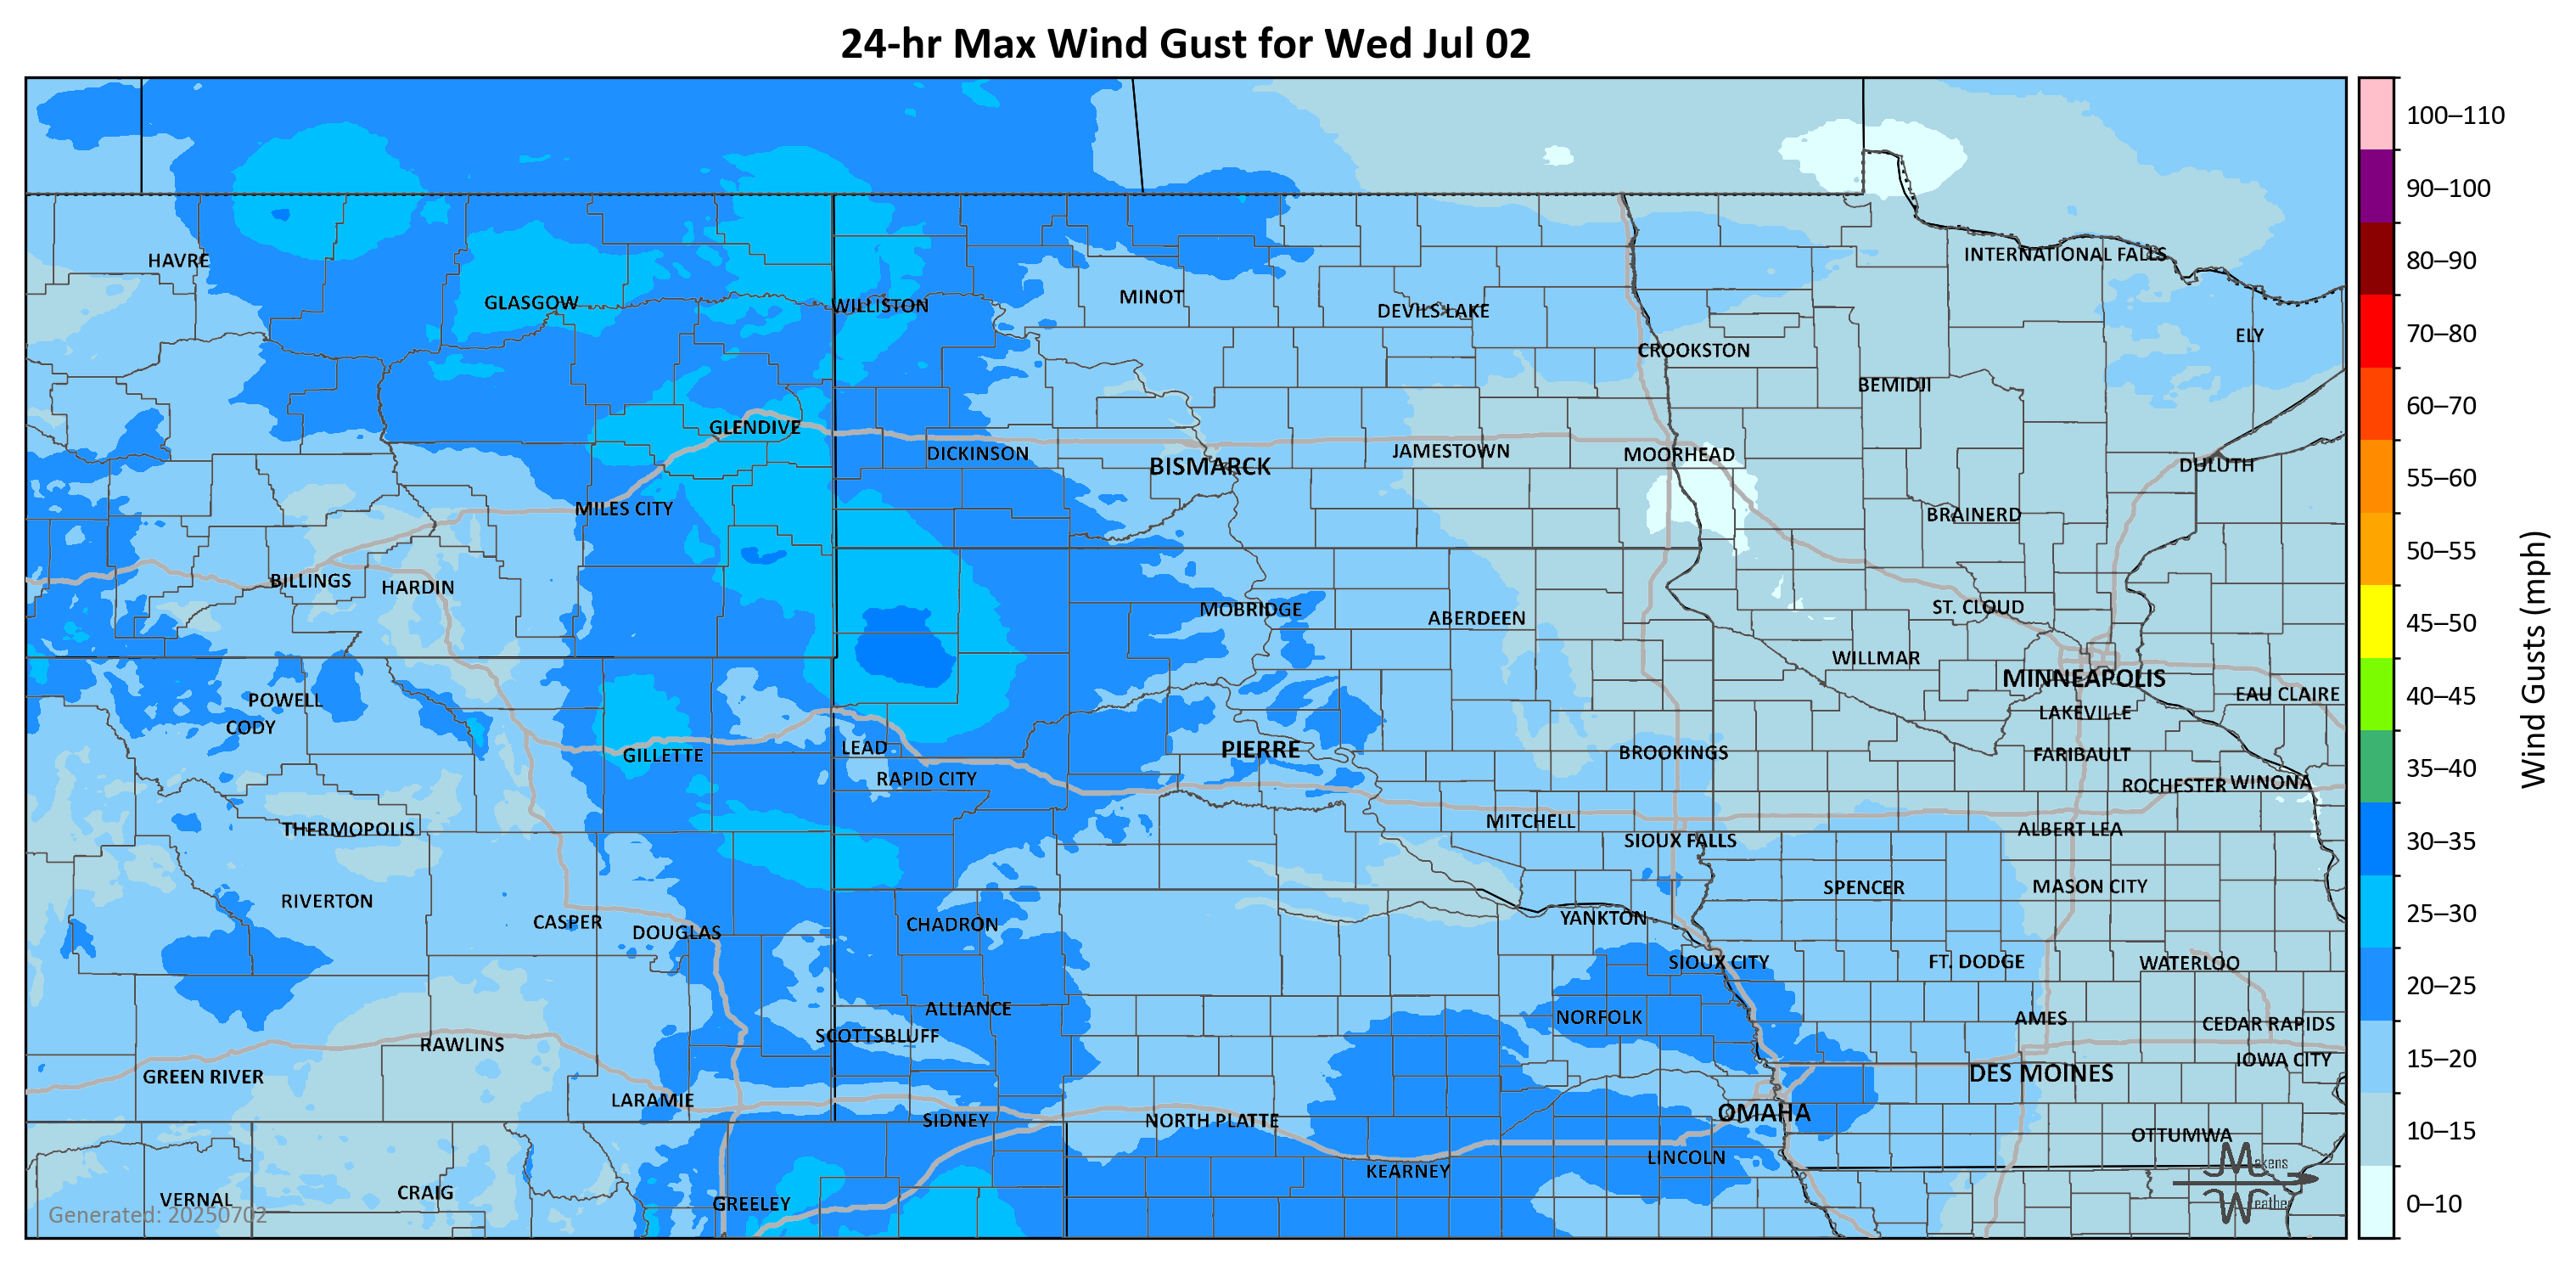 24-hr Max Wind Gust for Wed Jul 02
100–110
90–100
80–90
70–80
60–70
55–60
50–55
45–50
40–45
35–40
30–35
25–30
20–25
15–20
10–15
0–10
Wind Gusts (mph)
HAVRE
INTERNATIONAL FALLS
GLASGOW
WILLISTON
MINOT
DEVILS LAKE
ELY
CROOKSTON
BEMIDJI
GLENDIVE
DICKINSON
BISMARCK
JAMESTOWN
MOORHEAD
DULUTH
MILES CITY
BRAINERD
BILLINGS
HARDIN
MOBRIDGE
ABERDEEN
ST. CLOUD
WILLMAR
MINNEAPOLIS
EAU CLAIRE
POWELL
CODY
LAKEVILLE
GILLETTE
LEAD
PIERRE
BROOKINGS
FARIBAULT
RAPID CITY
ROCHESTER
WINONA
THERMOPOLIS
MITCHELL
SIOUX FALLS
ALBERT LEA
RIVERTON
SPENCER
MASON CITY
CASPER
DOUGLAS
CHADRON
YANKTON
SIOUX CITY
FT. DODGE
WATERLOO
ALLIANCE
NORFOLK
AMES
CEDAR RAPIDS
SCOTTSBLUFF
RAWLINS
IOWA CITY
GREEN RIVER
DES MOINES
LARAMIE
SIDNEY
NORTH PLATTE
OMAHA
OTTUMWA
KEARNEY
LINCOLN
VERNAL
CRAIG
GREELEY
Makens
Weather
Generated: 20250702